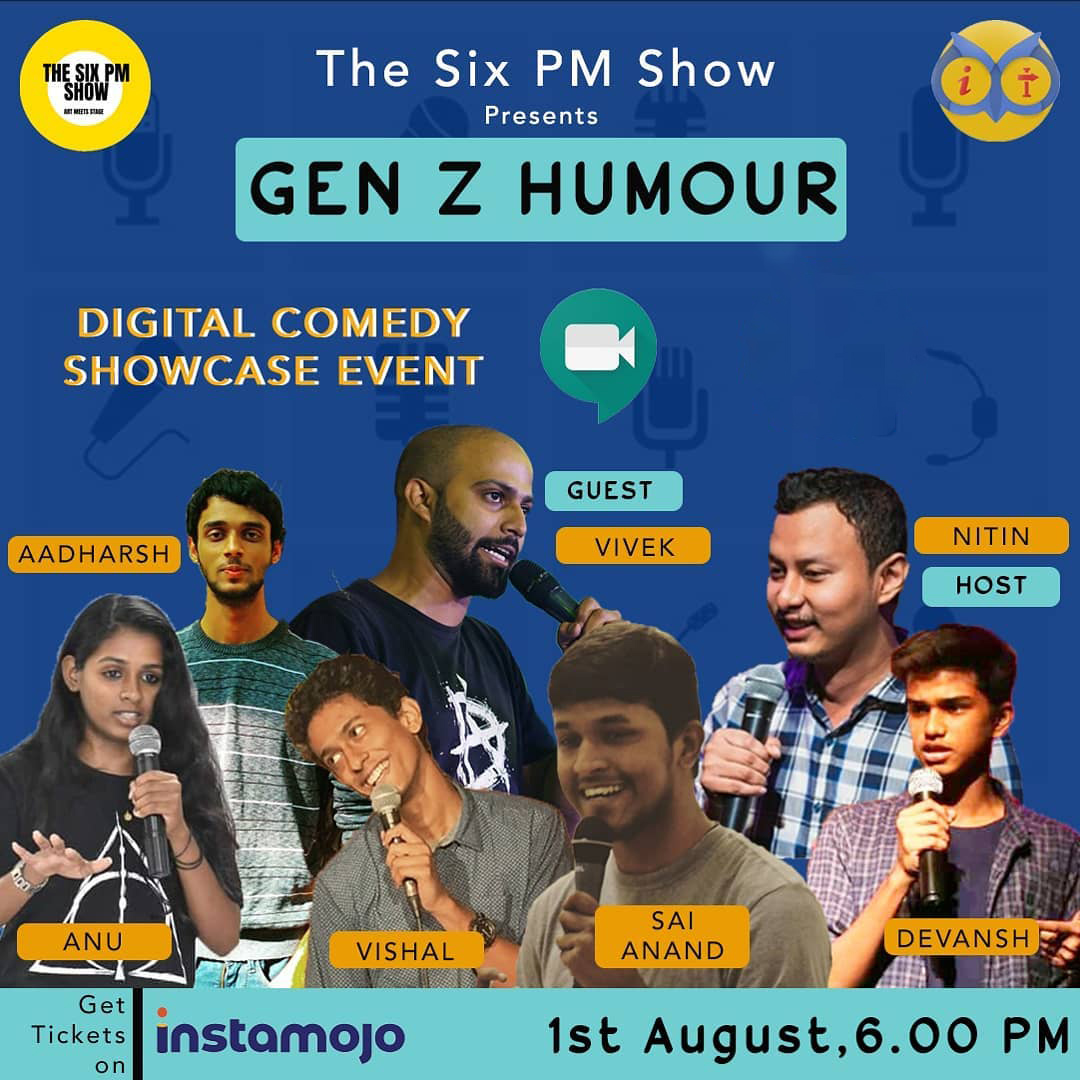 THE SIX PM
SHOW
ART MEETS STAGE
The Six PM Show
Presents
i T
GEN Z HUMOUR
DIGITAL COMEDY
SHOWCASE EVENT
GUEST
VIVEK
NITIN
HOST
AADHARSH
ANU
VISHAL
SAI
ANAND
DEVANSH
Get
Tickets
on
instamojo
1st August,6.00 PM